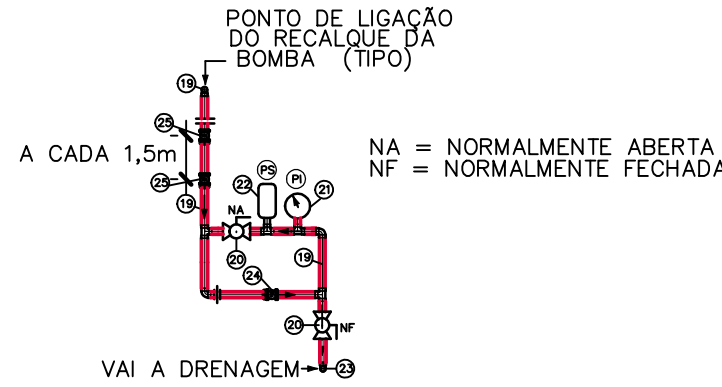 PONTO DE LIGAÇÃO
DO RECALQUE DA
BOMBA (TIPO)
19
25
A CADA 1,5m
NA = NORMALMENTE ABERTA
NF = NORMALMENTE FECHADA
PS
PI
25
22
21
19
NA
20
19
24
20
NF
VAI A DRENAGEM
23